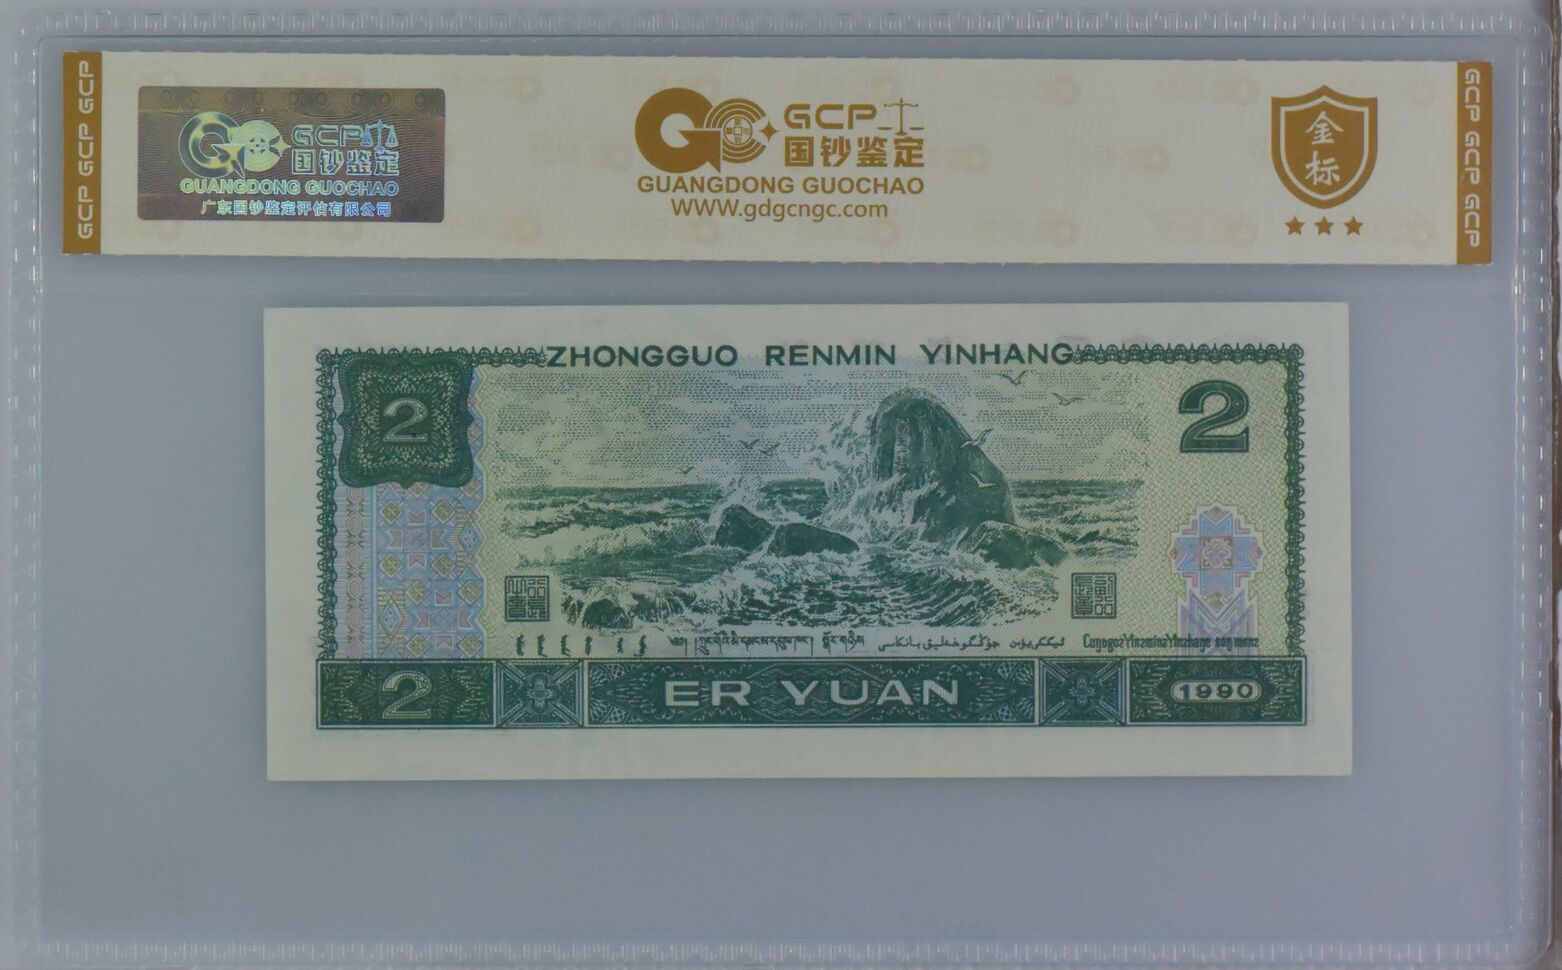 GCP GCP GCP
GCP
国钞鉴定
GUANGDONG GUOCHAO
广东国钞鉴定评估有限公司
GCP
国钞鉴定
GUANGDONG GUOCHAO
WWW.gdgcngc.com
金
标
GCP GCP GCP GCP
ZHONGGUO RENMIN YINHANG
2
2
2
ER YUAN
1990